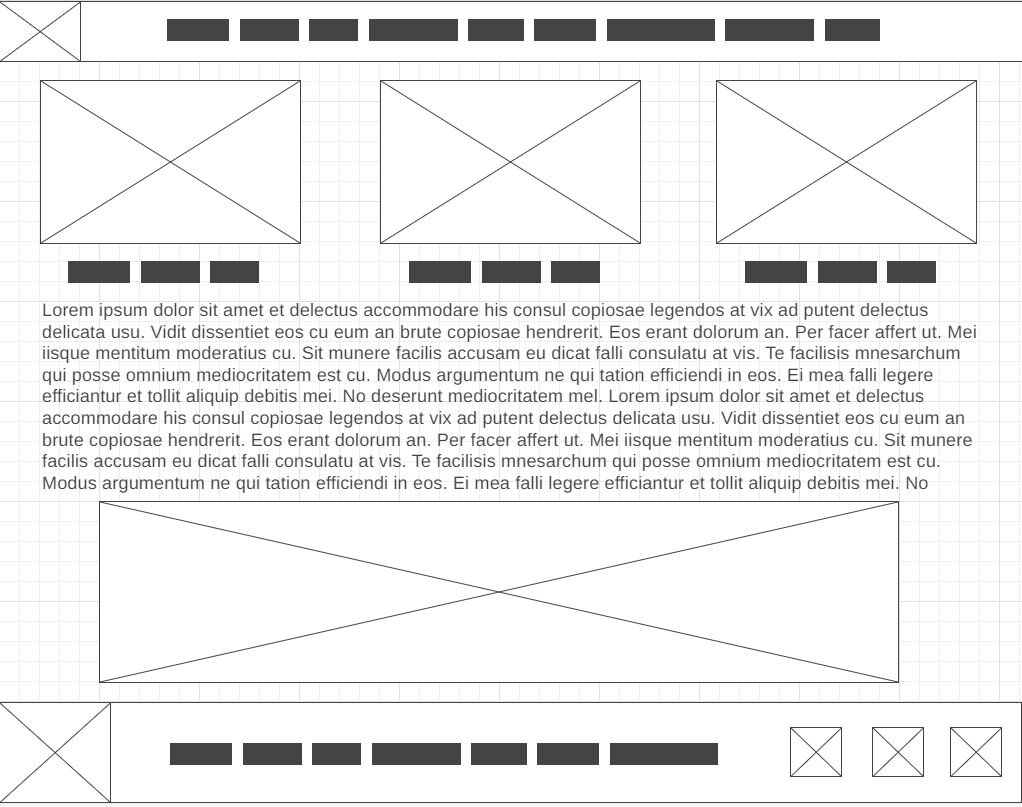 Lorem ipsum dolor sit amet et delectus accommodare his consul copiosae legendos at vix ad putent delectus
delicata usu. Vidit dissentiet eos cu eum an brute copiosae hendrerit. Eos erant dolorum an. Per facer affert ut. Mei
iisque mentitum moderatius cu. Sit munere facilis accusam eu dicat falli consulatu at vis. Te facilisis mnesarchum
qui posse omnium mediocritatem est cu. Modus argumentum ne qui tation efficiendi in eos. Ei mea falli legere
efficiantur et tollit aliquip debitis mei. No deserunt mediocritatem mel. Lorem ipsum dolor sit amet et delectus
accommodare his consul copiosae legendos at vix ad putent delectus delicata usu. Vidit dissentiet eos cu eum an
brute copiosae hendrerit. Eos erant dolorum an. Per facer affert ut. Mei iisque mentitum moderatius cu. Sit munere
facilis accusam eu dicat falli consulatu at vis. Te facilisis mnesarchum qui posse omnium mediocritatem est cu.
Modus argumentum ne qui tation efficiendi in eos. Ei mea falli legere efficiantur et tollit aliquip debitis mei. No